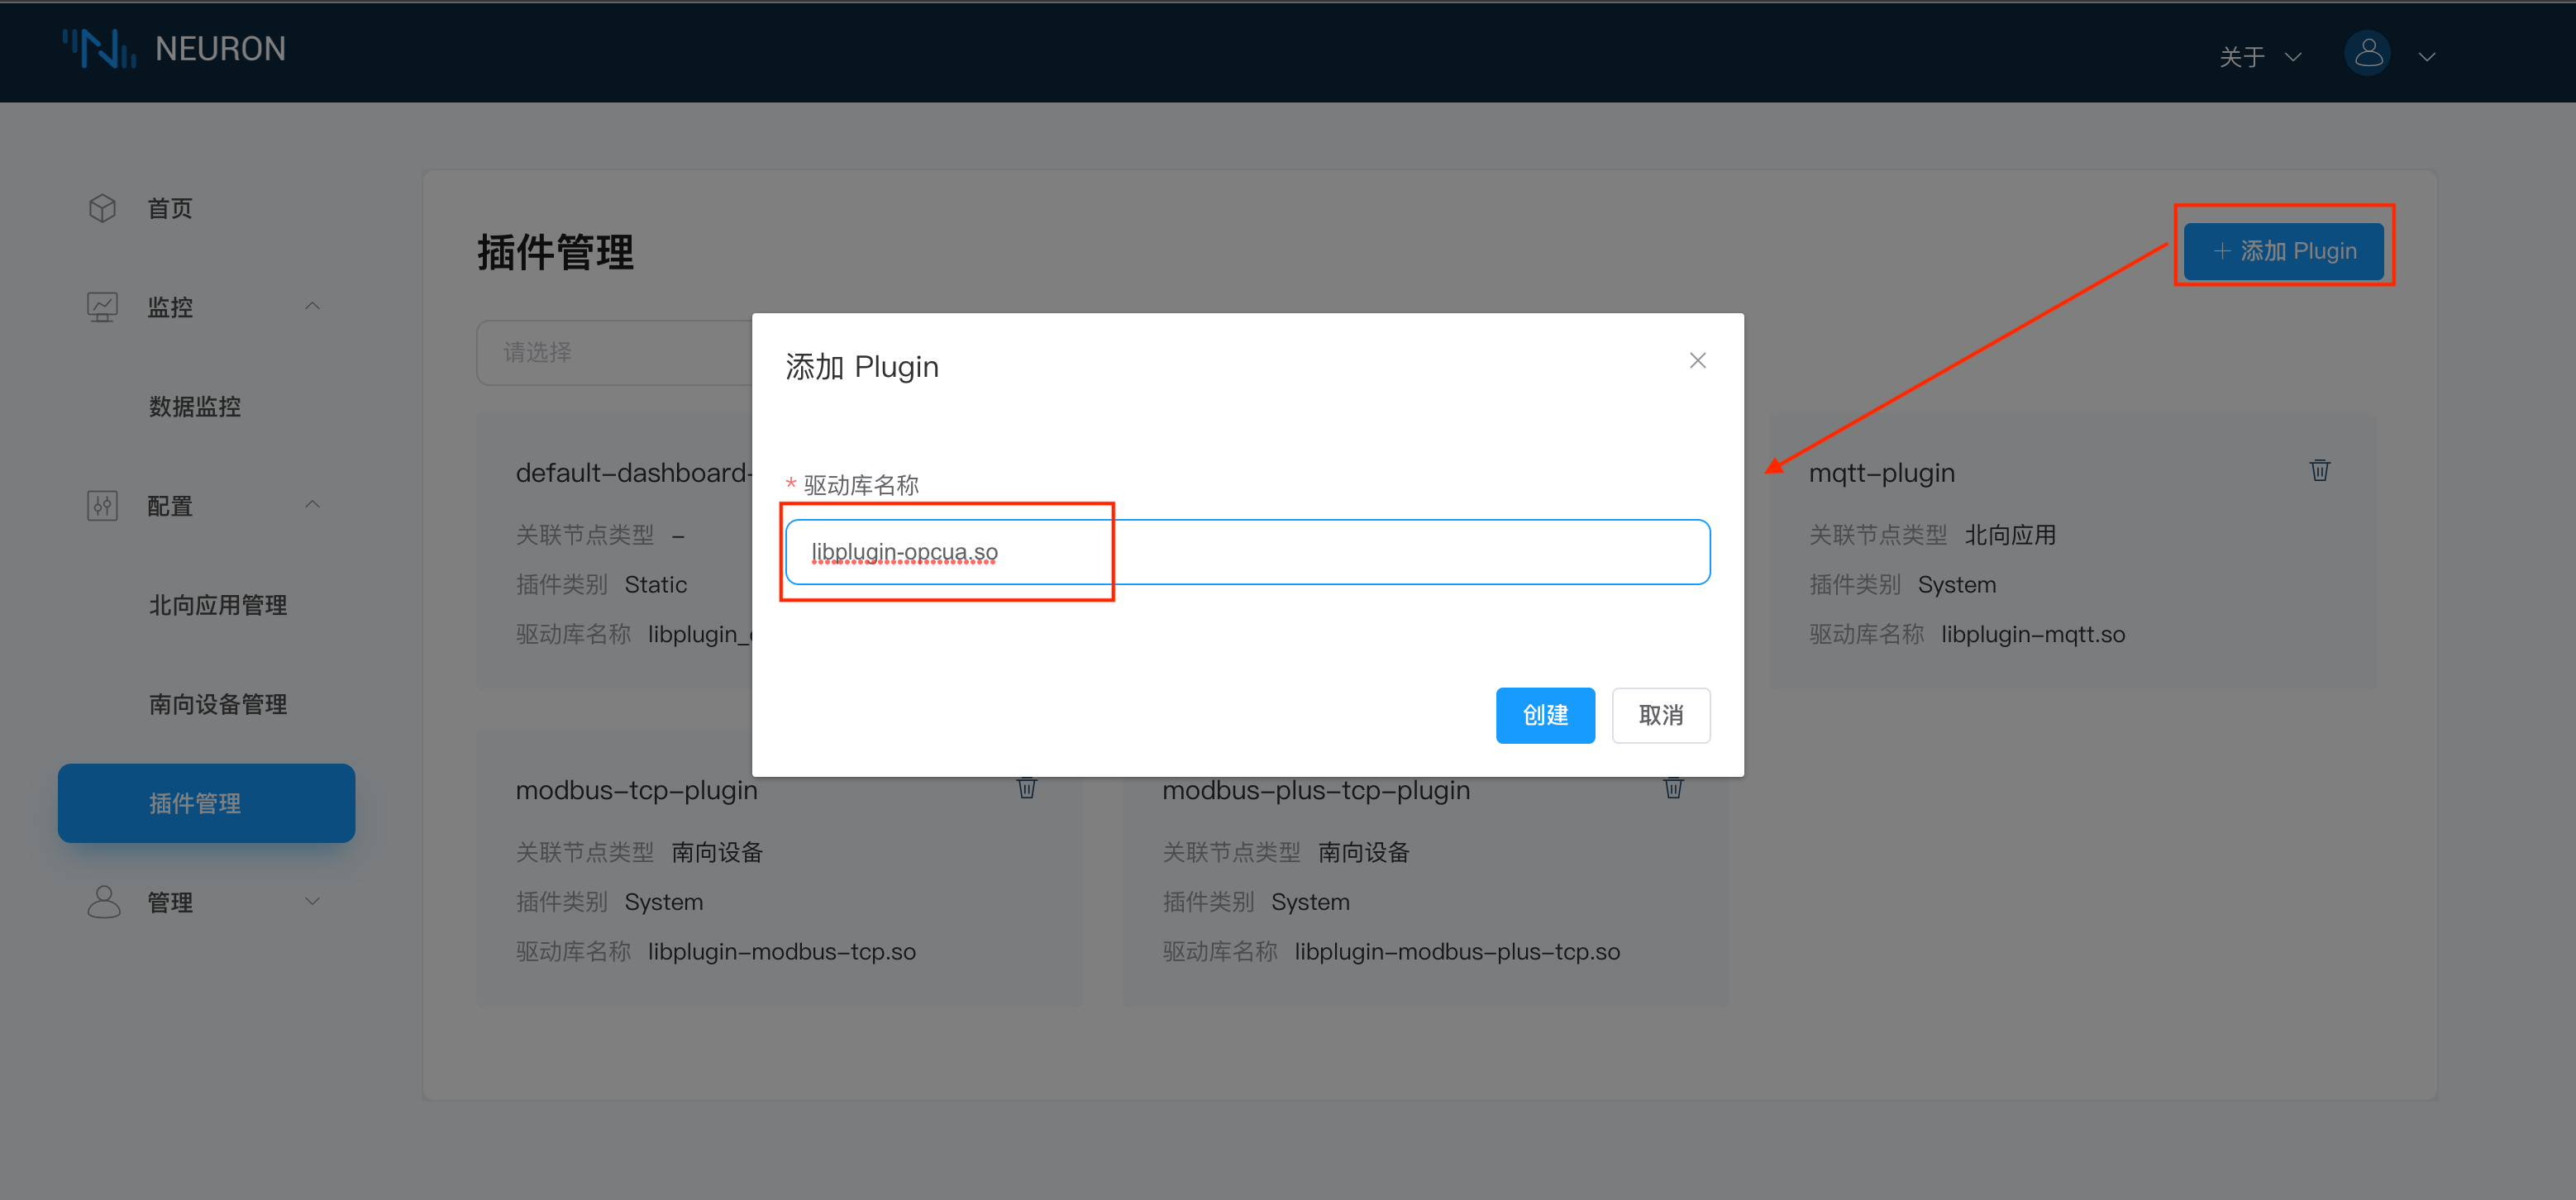 NEURON
关于
首页
监控
数据监控
配置
北向应用管理
南向设备管理
插件管理
管理
插件管理
+ 添加 Plugin
请选择
default-dashboard-
关联节点类型 –
插件类别 Static
驱动库名称 libplugin_
mqtt-plugin
关联节点类型 北向应用
插件类别 System
驱动库名称 libplugin-mqtt.so
添加 Plugin
* 驱动库名称
libplugin-opcua.so
创建
取消
modbus-tcp-plugin
关联节点类型 南向设备
插件类别 System
驱动库名称 libplugin-modbus-tcp.so
modbus-plus-tcp-plugin
关联节点类型 南向设备
插件类别 System
驱动库名称 libplugin-modbus-plus-tcp.so